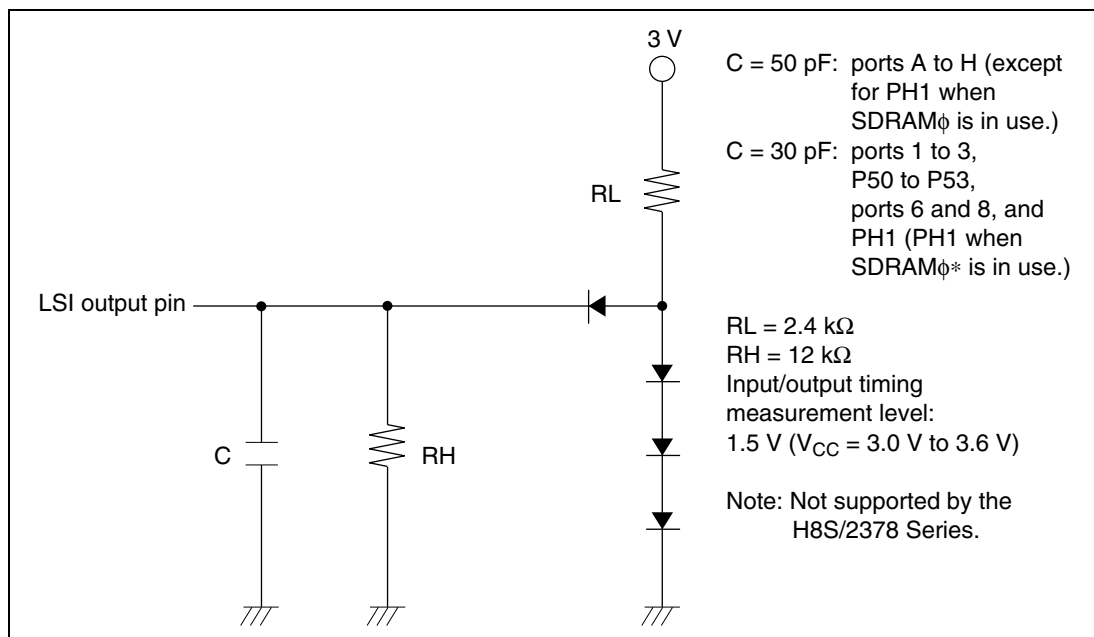 3 V
C = 50 pF: ports A to H (except
for PH1 when
SDRAMϕ is in use.)
C = 30 pF: ports 1 to 3,
P50 to P53,
ports 6 and 8, and
PH1 (PH1 when
SDRAMϕ* is in use.)
RL
LSI output pin
RL = 2.4 kΩ
RH = 12 kΩ
Input/output timing
measurement level:
1.5 V (VCC = 3.0 V to 3.6 V)
C
RH
Note: Not supported by the
H8S/2378 Series.